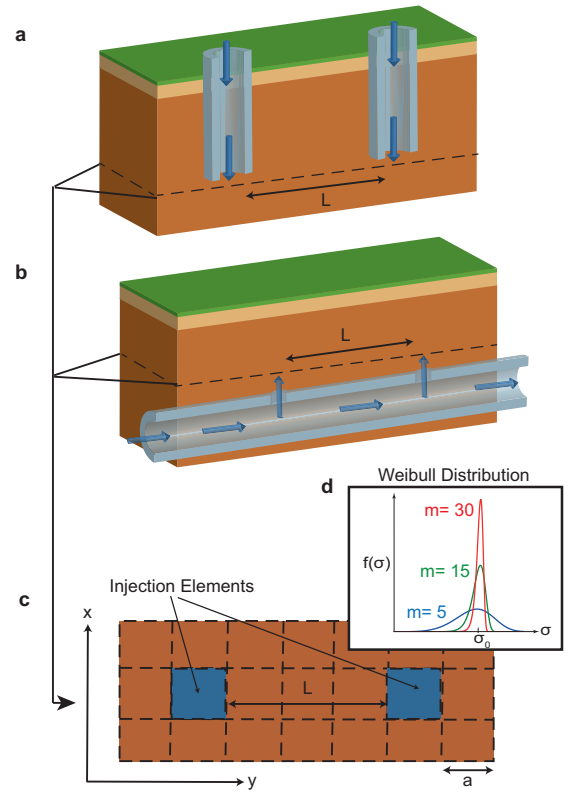 a
L
b
L
d
Weibull Distribution
m= 30
f(σ)
m= 15
m= 5
σ
σ0
c
Injection Elements
x
L
y
a